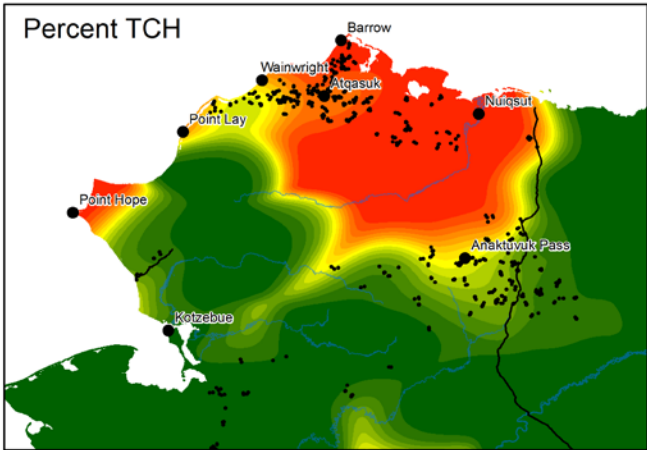 Percent TCH
Barrow
Wainwright
Atqasuk
Nuiqsut
Point Lay
Point Hope
Anaktuvuk Pass
Kotzebue